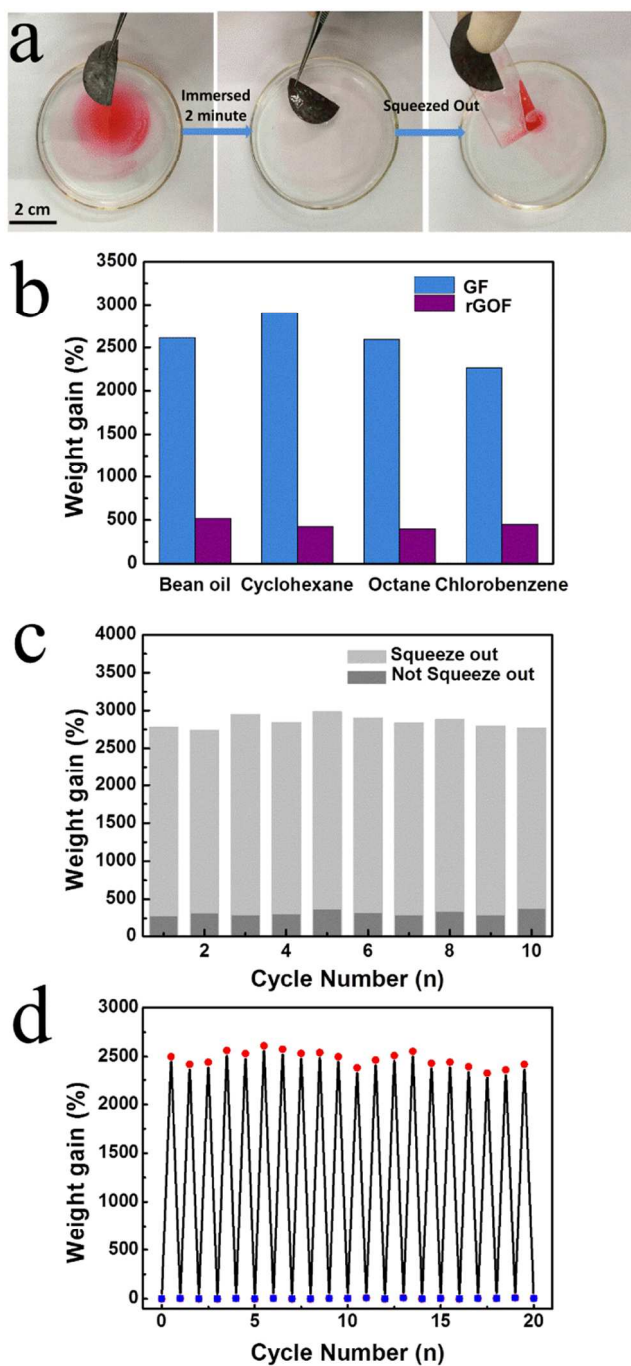 a
Immersed
2 minute
Squeezed Out
2 cm
b
3500
3000
2500
2000
1500
1000
500
0
Weight gain (%)
GF
rGOF
Bean oil Cyclohexane Octane Chlorobenzene
c
4000
3500
3000
2500
2000
1500
1000
500
0
Weight gain (%)
Squeeze out
Not Squeeze out
2 4 6 8 10
Cycle Number (n)
d
3000
2500
2000
1500
1000
500
0
Weight gain (%)
0 5 10 15 20
Cycle Number (n)